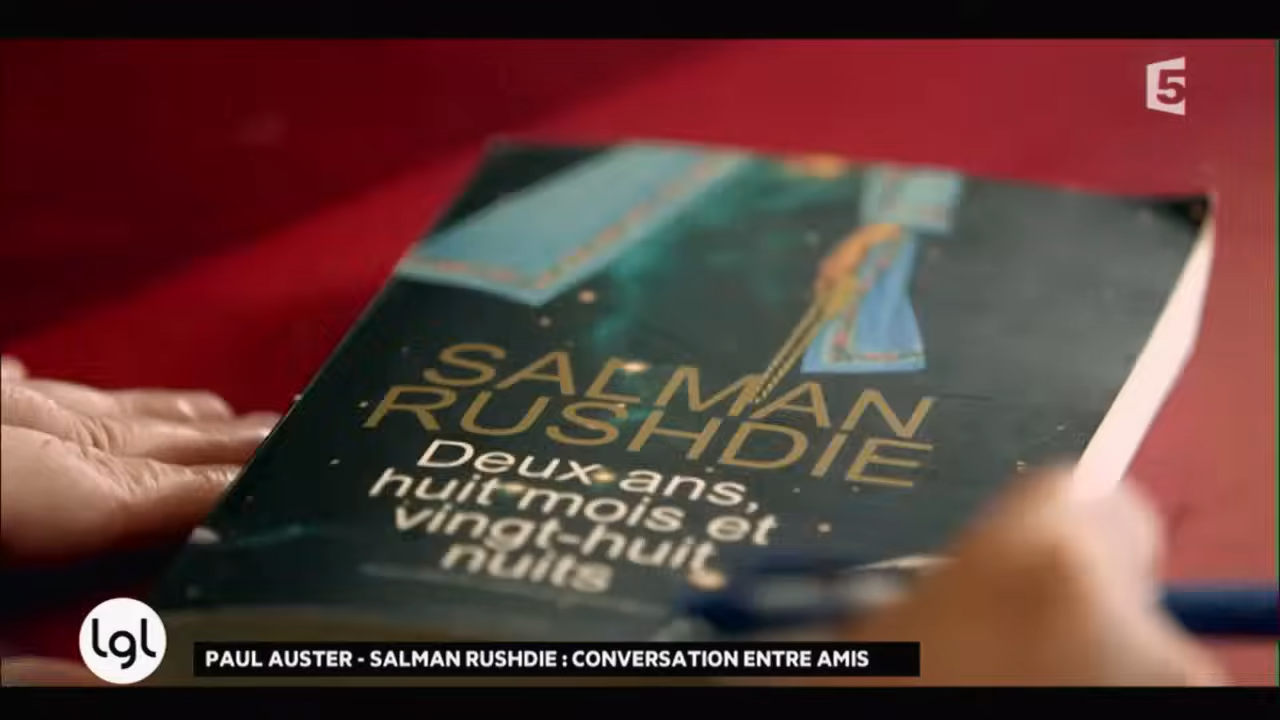 5
SALMAN
RUSHDIE
Deux ans,
huit mois et
vingt-huit
nuits
lgl
PAUL AUSTER - SALMAN RUSHDIE : CONVERSATION ENTRE AMIS